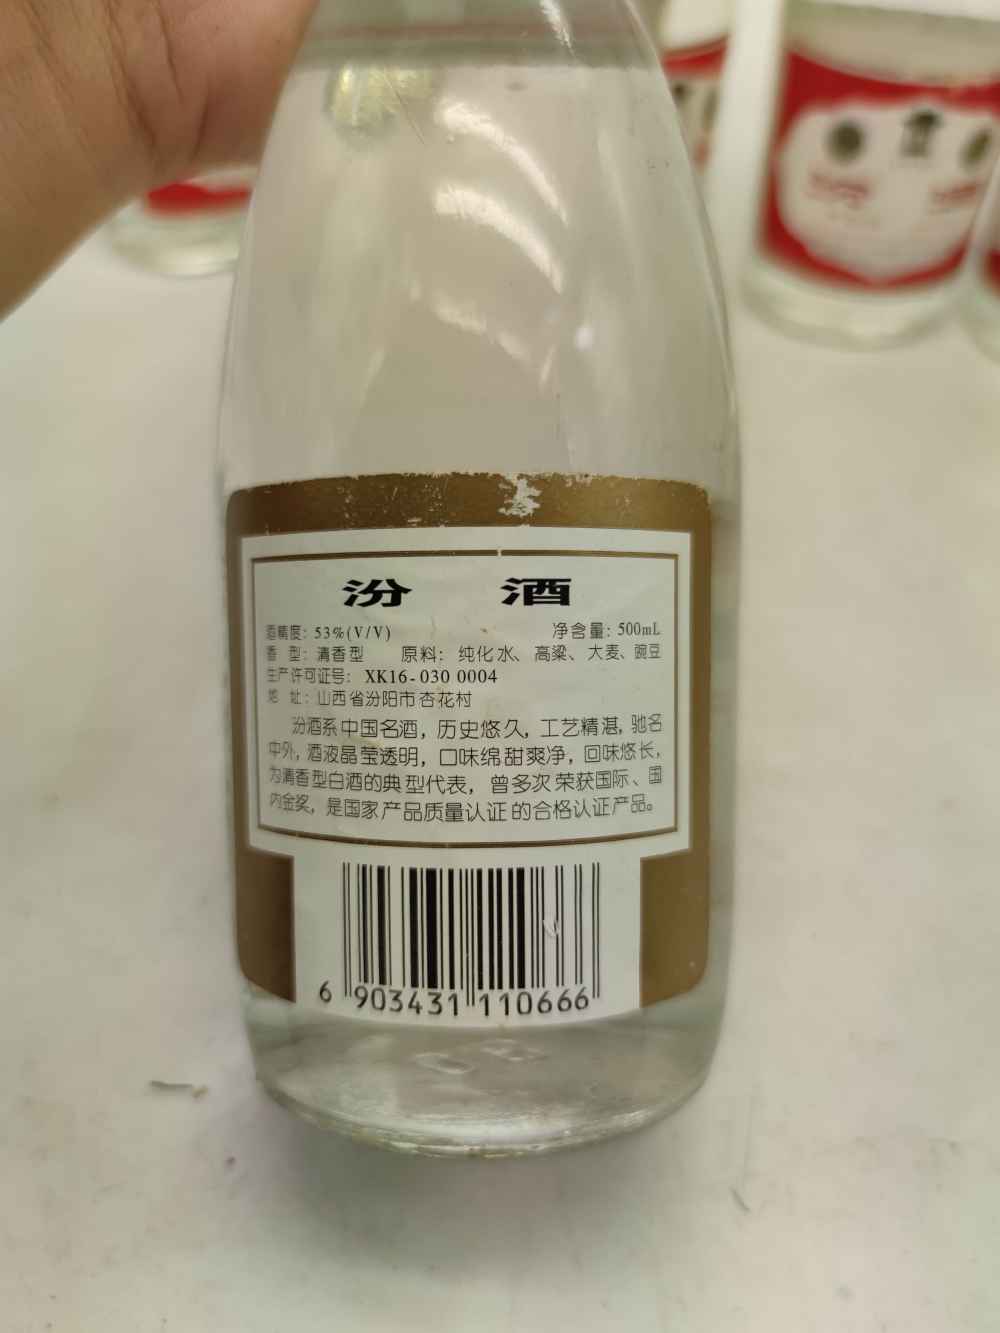 汾 酒
酒精度: 53%(V/V) 净含量: 500mL
香 型: 清香型 原料: 纯化水、高粱、大麦、豌豆
生产许可证号: XK16-030 0004
地 址: 山西省汾阳市杏花村
汾酒系中国名酒，历史悠久，工艺精湛，驰名
中外，酒液晶莹透明，口味绵甜爽净，回味悠长，
为清香型白酒的典型代表，曾多次荣获国际、国
内金奖，是国家产品质量认证的合格认证产品。
6 903431 110666